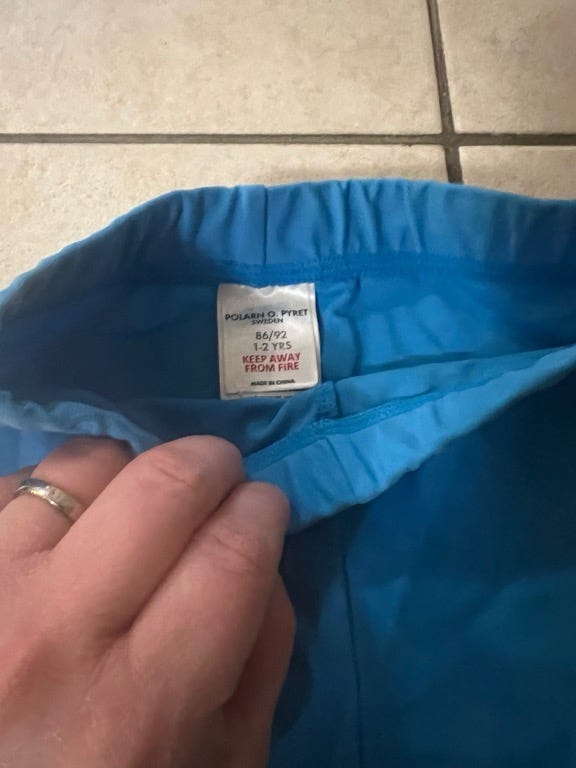 POLARN O. PYRET
SWEDEN
86/92
1-2 YRS
KEEP AWAY
FROM FIRE
MADE IN CHINA